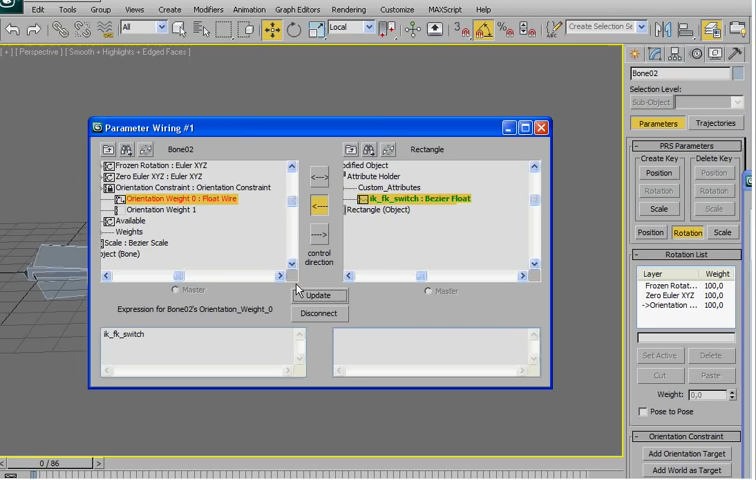 Edit Tools Group Views Create Modifiers Animation Graph Editors Rendering Customize MAXScript Help
All Local 3 Create Selection Se
[ + ] [ Perspective ] [ Smooth + Highlights + Edged Faces ]
Bone02
Selection Level:
Sub-Object
Parameters Trajectories
Parameter Wiring #1
Bone02 Rectangle
Frozen Rotation : Euler XYZ
Zero Euler XYZ : Euler XYZ
Orientation Constraint : Orientation Constraint
Orientation Weight 0 : Float Wire
Orientation Weight 1
Available
Weights
Scale : Bezier Scale
bject (Bone)
odified Object
Attribute Holder
Custom_Attributes
ik_fk_switch : Bezier Float
Rectangle (Object)
<--->
<----
---->
control
direction
Master Master
Update
Expression for Bone02's Orientation_Weight_0
Disconnect
ik_fk_switch
PRS Parameters
Create Key Delete Key
Position Position
Rotation Rotation
Scale Scale
Position Rotation Scale
Rotation List
Layer Weight
Frozen Rotat... 100,0
Zero Euler XYZ 100,0
->Orientation ... 100,0
Set Active Delete
Cut Paste
Weight: 0,0
Pose to Pose
Orientation Constraint
Add Orientation Target
Add World as Target
< 0 / 86 >